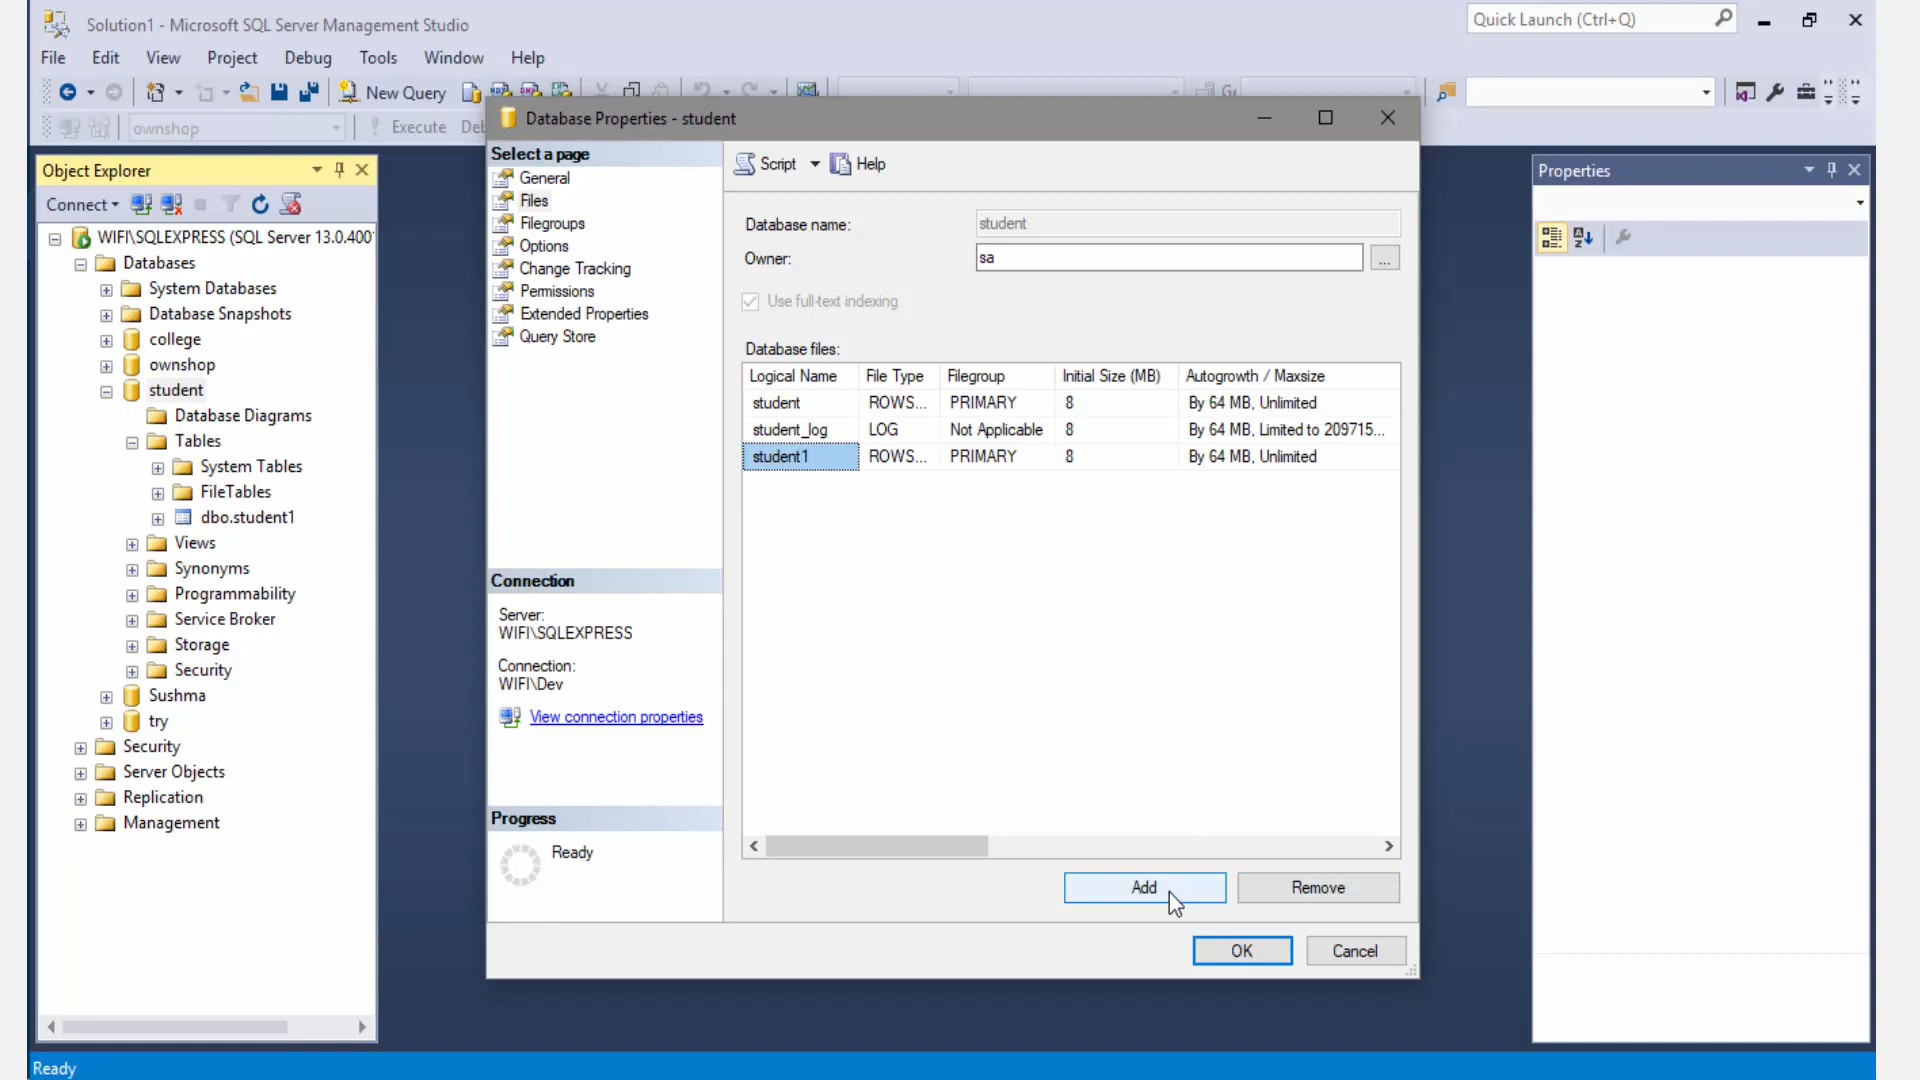 Solution1 - Microsoft SQL Server Management Studio
Quick Launch (Ctrl+Q)
File Edit View Project Debug Tools Window Help
New Query
ownshop
Execute
Database Properties - student
Object Explorer
Connect
WIFI\SQLEXPRESS (SQL Server 13.0.400
Databases
System Databases
Database Snapshots
college
ownshop
student
Database Diagrams
Tables
System Tables
FileTables
dbo.student1
Views
Synonyms
Programmability
Service Broker
Storage
Security
Sushma
try
Security
Server Objects
Replication
Management
Select a page
General
Files
Filegroups
Options
Change Tracking
Permissions
Extended Properties
Query Store
Connection
Server:
WIFI\SQLEXPRESS
Connection:
WIFI\Dev
View connection properties
Progress
Ready
Script Help
Database name: student
Owner: sa
...
Use full-text indexing
Database files:
Logical Name File Type Filegroup Initial Size (MB) Autogrowth / Maxsize
student ROWS... PRIMARY 8 By 64 MB, Unlimited
student_log LOG Not Applicable 8 By 64 MB, Limited to 209715...
student1 ROWS... PRIMARY 8 By 64 MB, Unlimited
Add Remove
OK Cancel
Properties
Ready